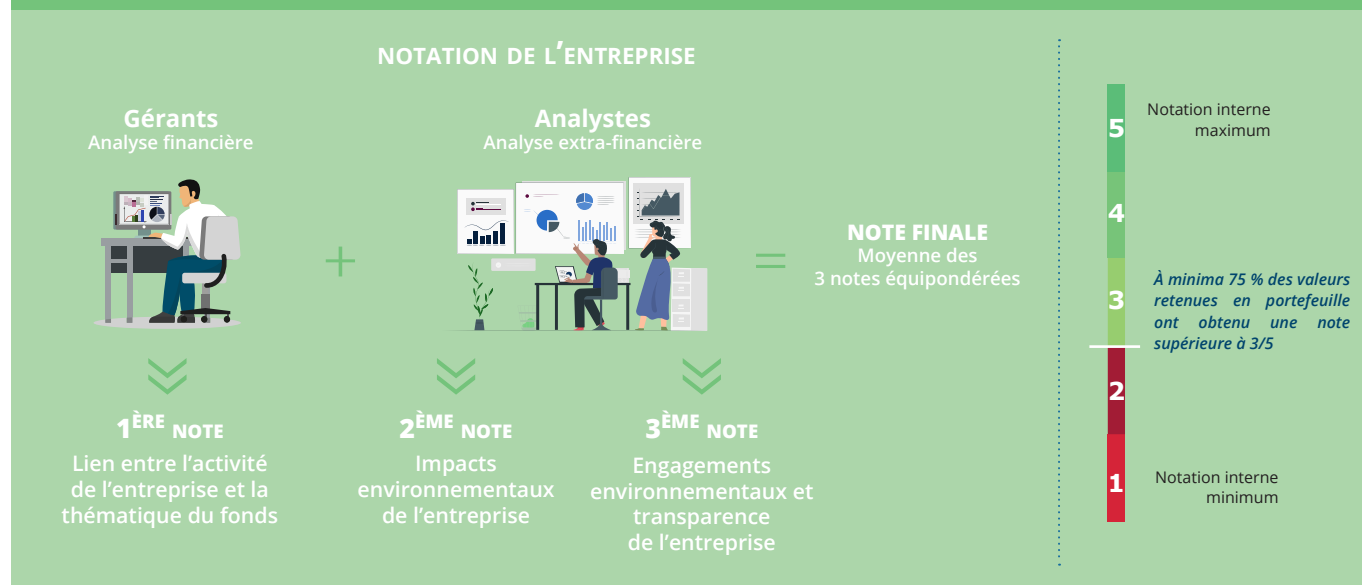 NOTATION DE L'ENTREPRISE
Gérants
Analyse financière
Analystes
Analyse extra-financière
+
=
NOTE FINALE
Moyenne des
3 notes équipondérées
1ÈRE NOTE
Lien entre l'activité
de l'entreprise et la
thématique du fonds
2ÈME NOTE
Impacts
environnementaux
de l'entreprise
3ÈME NOTE
Engagements
environnementaux et
transparence
de l'entreprise
5
Notation interne
maximum
4
3
À minima 75 % des valeurs
retenues en portefeuille
ont obtenu une note
supérieure à 3/5
2
1
Notation interne
minimum